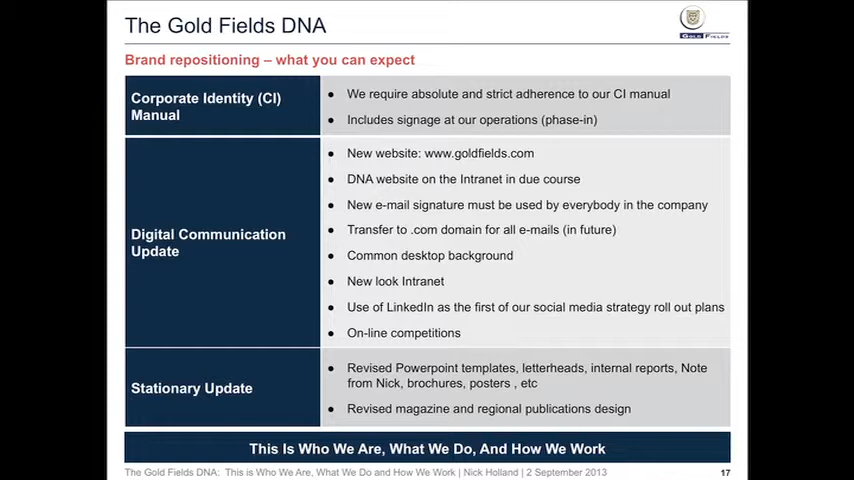 The Gold Fields DNA
GOLD FIELDS
Brand repositioning – what you can expect
Corporate Identity (CI)
Manual
● We require absolute and strict adherence to our CI manual
● Includes signage at our operations (phase-in)
Digital Communication
Update
● New website: www.goldfields.com
● DNA website on the Intranet in due course
● New e-mail signature must be used by everybody in the company
● Transfer to .com domain for all e-mails (in future)
● Common desktop background
● New look Intranet
● Use of LinkedIn as the first of our social media strategy roll out plans
● On-line competitions
Stationary Update
● Revised Powerpoint templates, letterheads, internal reports, Note
from Nick, brochures, posters , etc
● Revised magazine and regional publications design
This Is Who We Are, What We Do, And How We Work
The Gold Fields DNA: This is Who We Are, What We Do and How We Work | Nick Holland | 2 September 2013
17